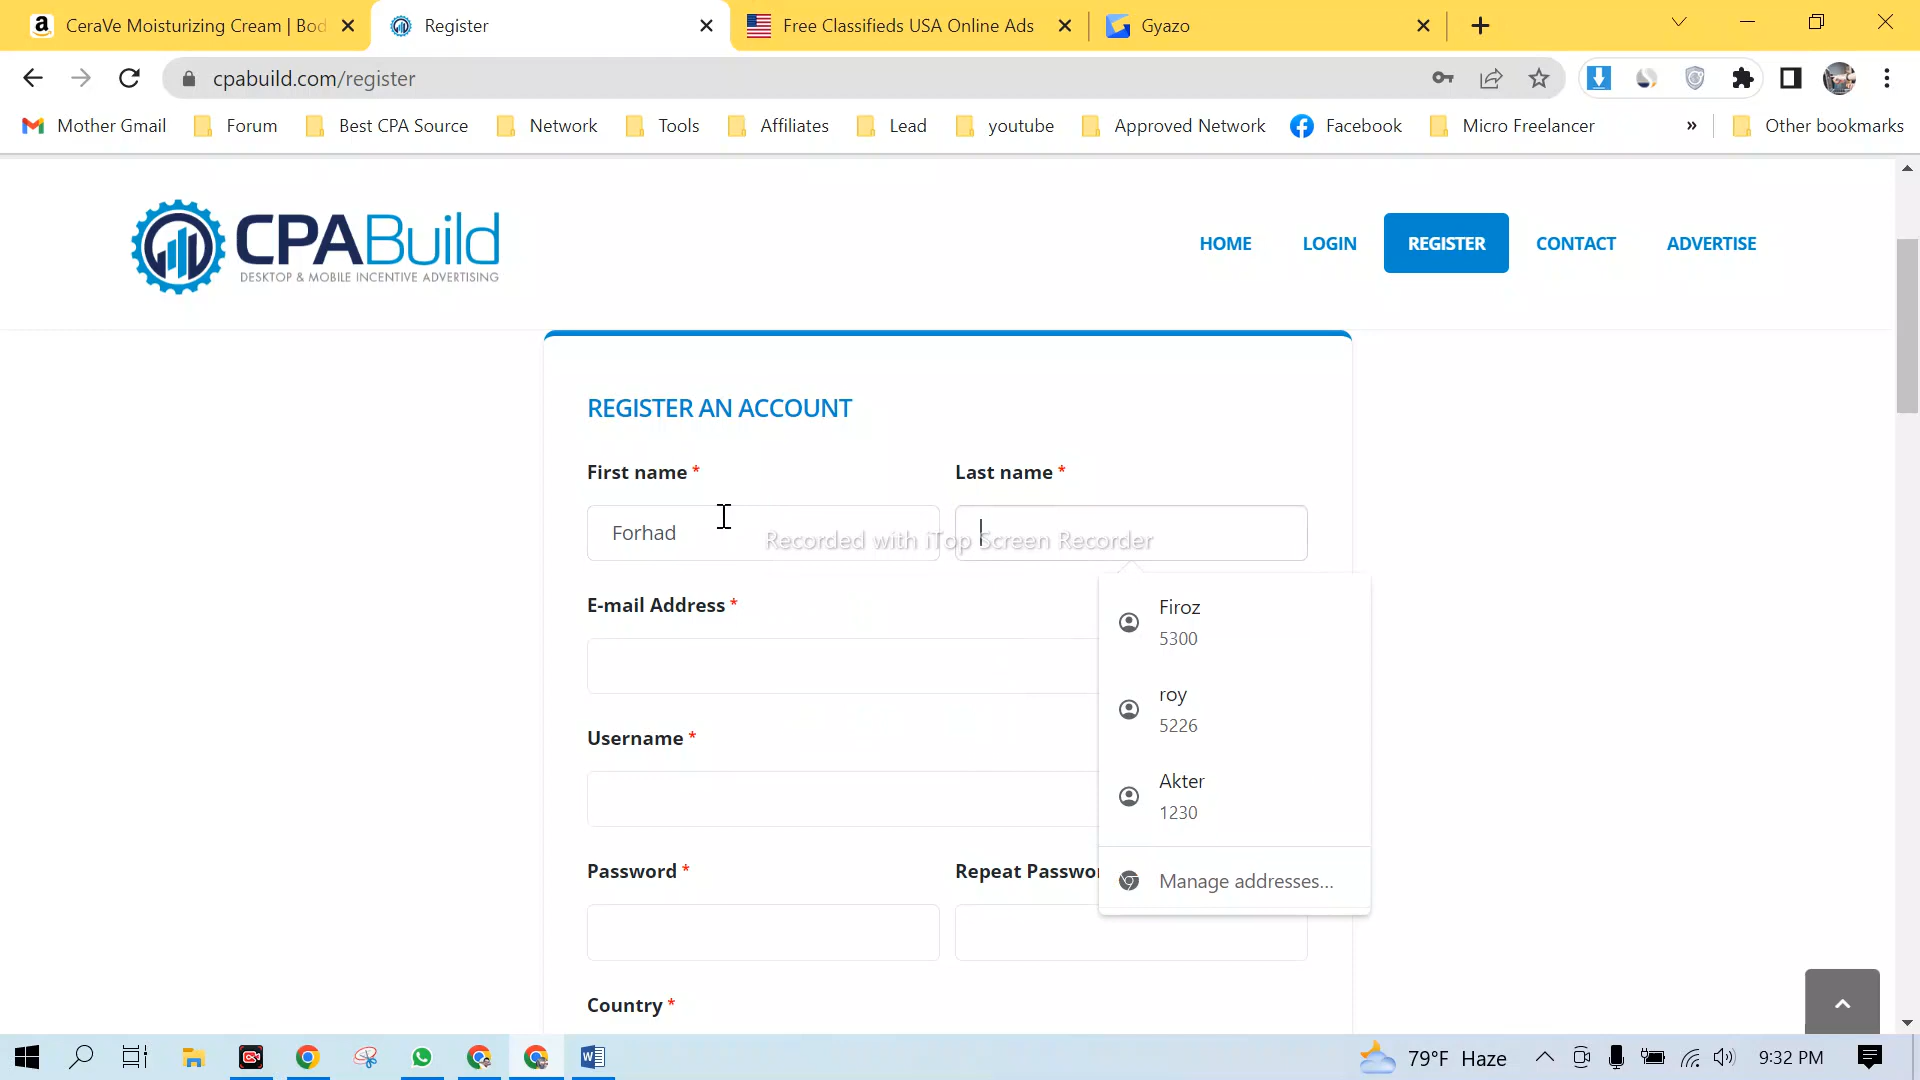 CeraVe Moisturizing Cream | Bod
Register
Free Classifieds USA Online Ads
Gyazo
cpabuild.com/register
Mother Gmail
Forum
Best CPA Source
Network
Tools
Affiliates
Lead
youtube
Approved Network
Facebook
Micro Freelancer
»
Other bookmarks
CPABuild
DESKTOP & MOBILE INCENTIVE ADVERTISING
HOME
LOGIN
REGISTER
CONTACT
ADVERTISE
REGISTER AN ACCOUNT
First name *
Last name *
Forhad
Recorded with iTop Screen Recorder
E-mail Address *
Firoz
5300
roy
5226
Username *
Akter
1230
Password *
Repeat Passwo
Manage addresses...
Country *
79°F Haze
9:32 PM